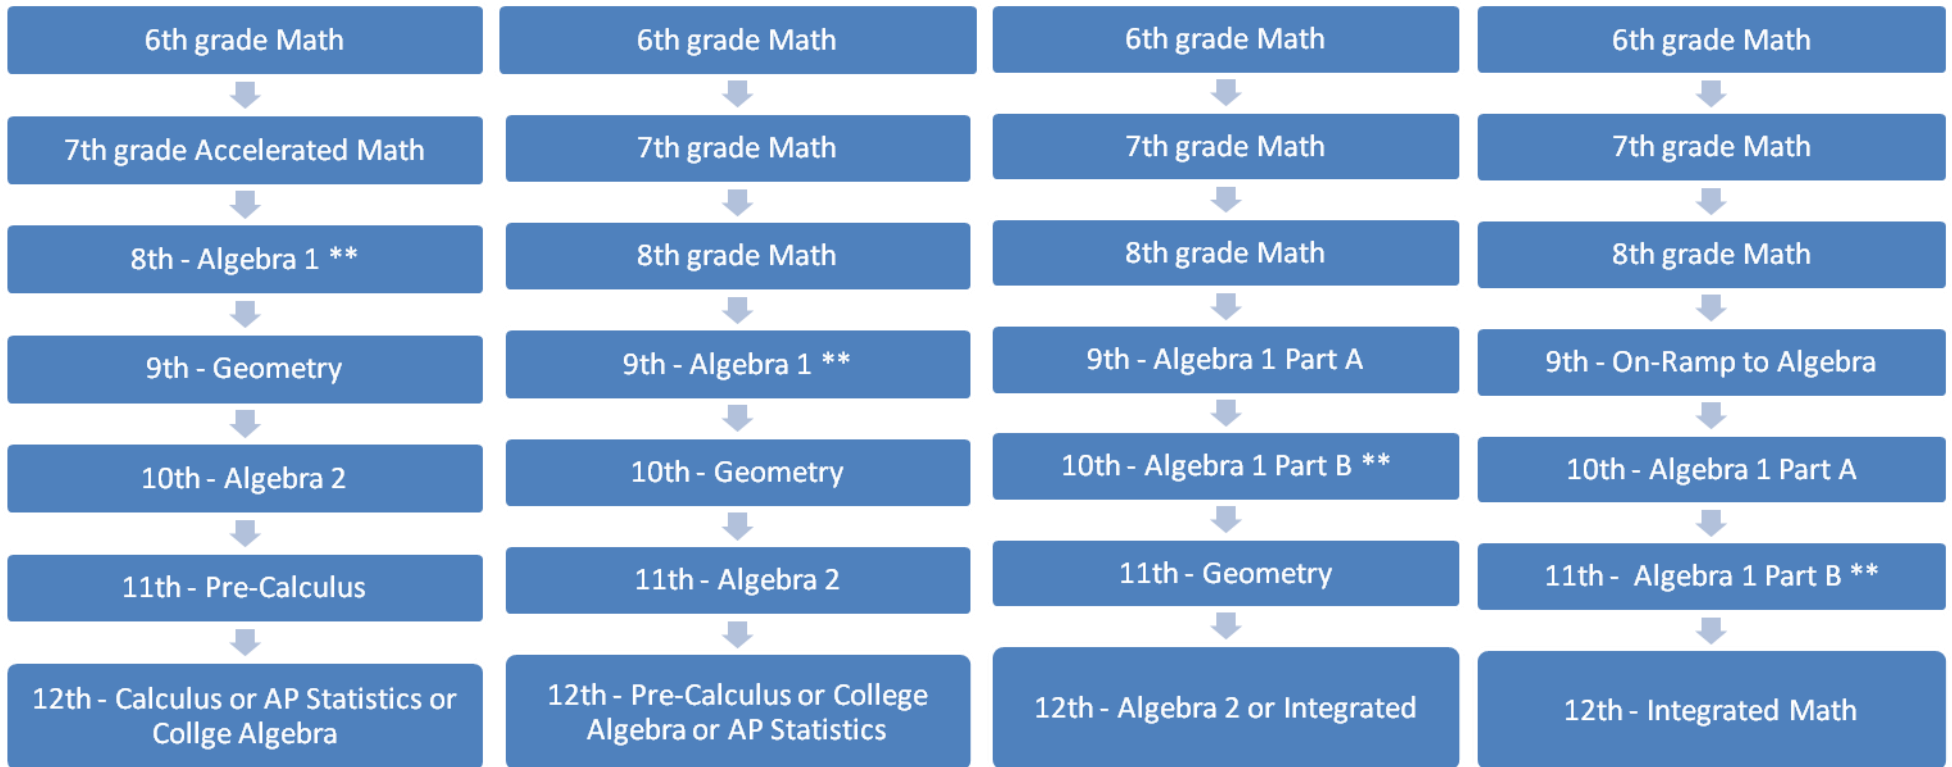 6th grade Math
7th grade Accelerated Math
8th - Algebra 1 **
9th - Geometry
10th - Algebra 2
11th - Pre-Calculus
12th - Calculus or AP Statistics or
Collge Algebra
6th grade Math
7th grade Math
8th grade Math
9th - Algebra 1 **
10th - Geometry
11th - Algebra 2
12th - Pre-Calculus or College
Algebra or AP Statistics
6th grade Math
7th grade Math
8th grade Math
9th - Algebra 1 Part A
10th - Algebra 1 Part B **
11th - Geometry
12th - Algebra 2 or Integrated
6th grade Math
7th grade Math
8th grade Math
9th - On-Ramp to Algebra
10th - Algebra 1 Part A
11th -  Algebra 1 Part B **
12th - Integrated Math